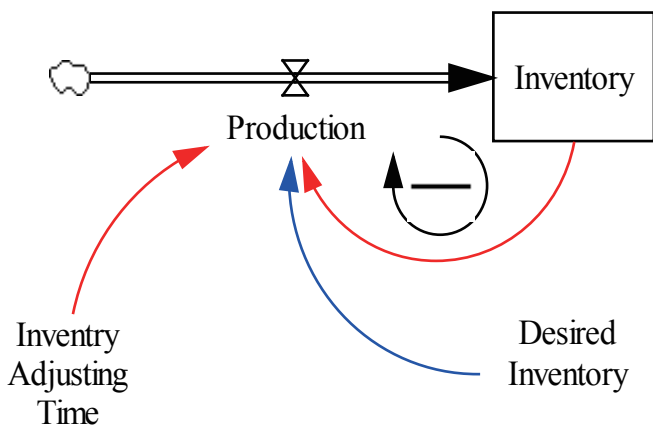 Inventory
Production
Inventry
Adjusting
Time
Desired
Inventory